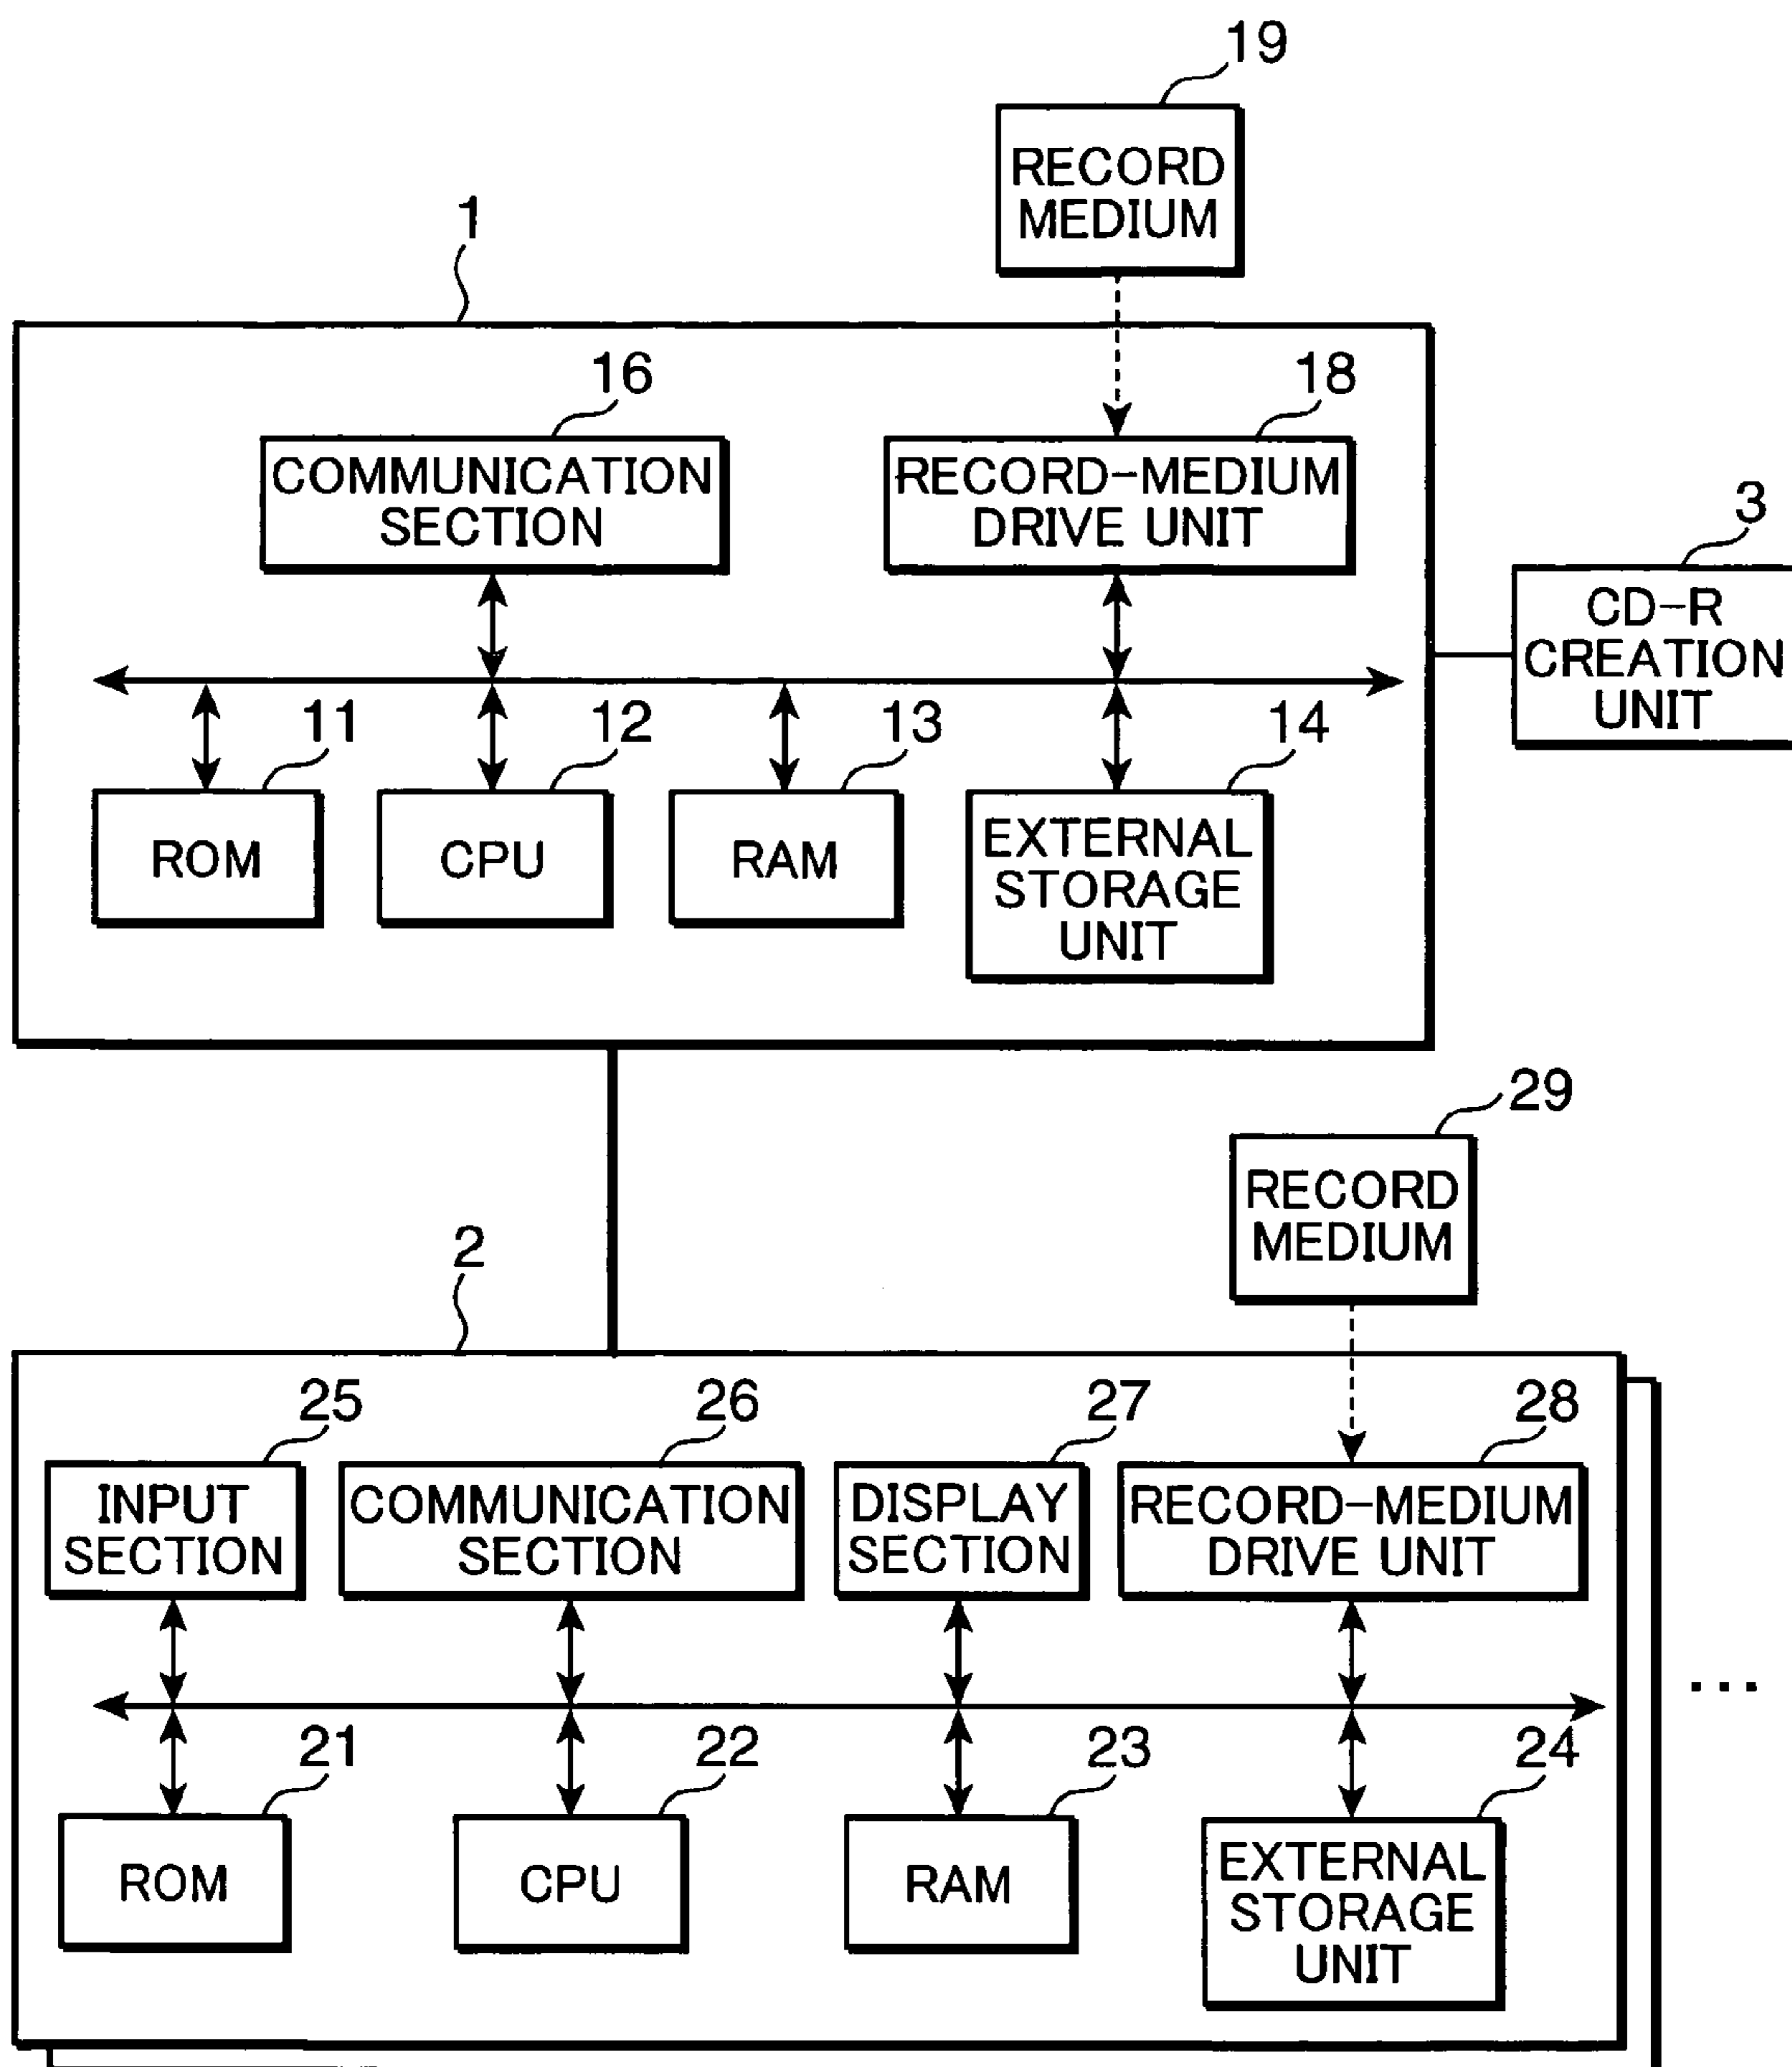 19
RECORD
MEDIUM
1
16
18
COMMUNICATION
SECTION
RECORD-MEDIUM
DRIVE UNIT
3
CD-R
CREATION
UNIT
11
12
13
14
ROM
CPU
RAM
EXTERNAL
STORAGE
UNIT
29
RECORD
MEDIUM
2
25
26
27
28
INPUT
SECTION
COMMUNICATION
SECTION
DISPLAY
SECTION
RECORD-MEDIUM
DRIVE UNIT
...
21
22
23
24
ROM
CPU
RAM
EXTERNAL
STORAGE
UNIT